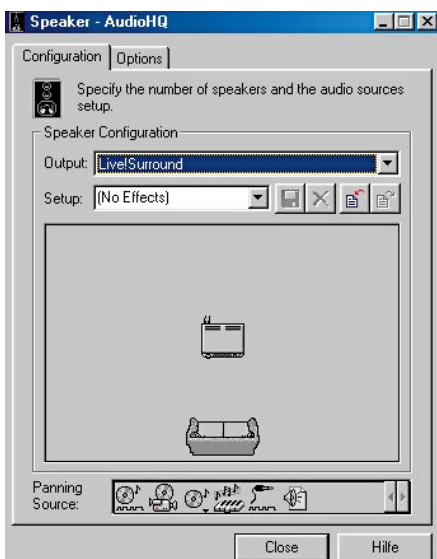 Speaker - AudioHQ
Configuration Options
Specify the number of speakers and the audio sources
setup.
Speaker Configuration
Output: Live!Surround
Setup: (No Effects)
Panning
Source:
Close Hilfe